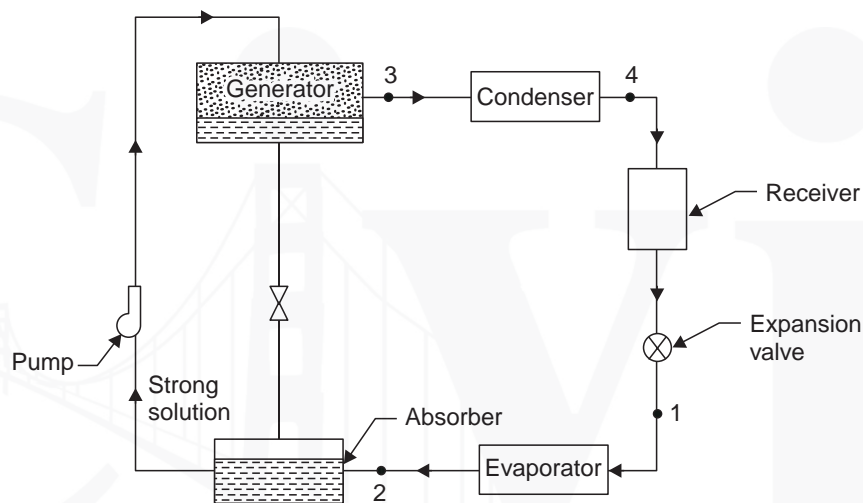 Generator
3
Condenser
4
Receiver
Expansion
valve
Pump
Strong
solution
Absorber
1
2
Evaporator